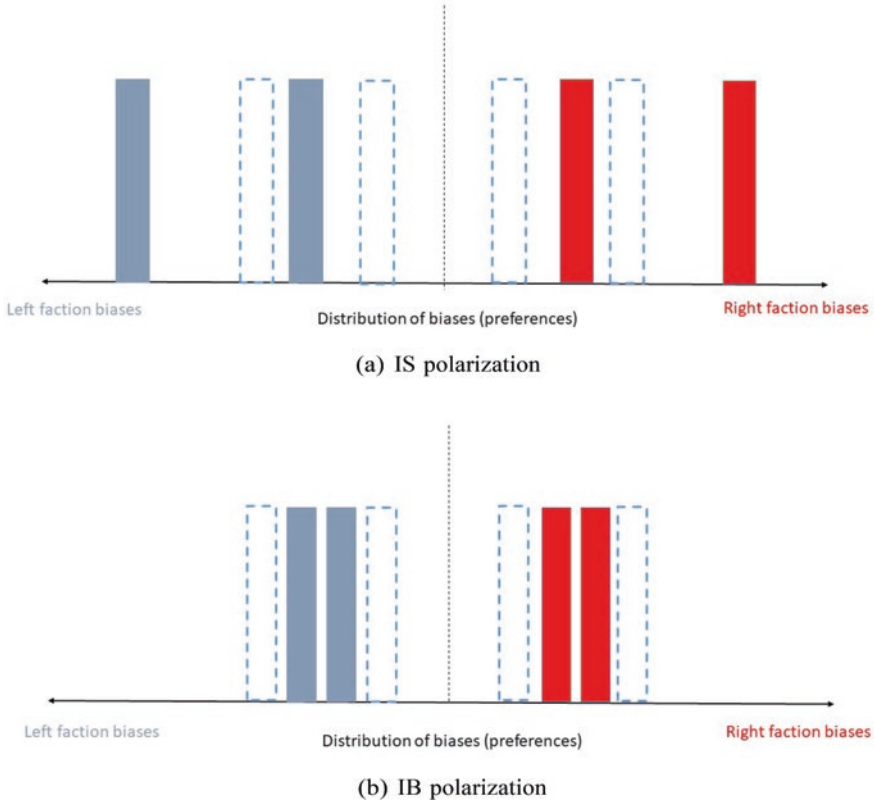 Left faction biases
Right faction biases
Distribution of biases (preferences)
(a) IS polarization
Left faction biases
Right faction biases
Distribution of biases (preferences)
(b) IB polarization